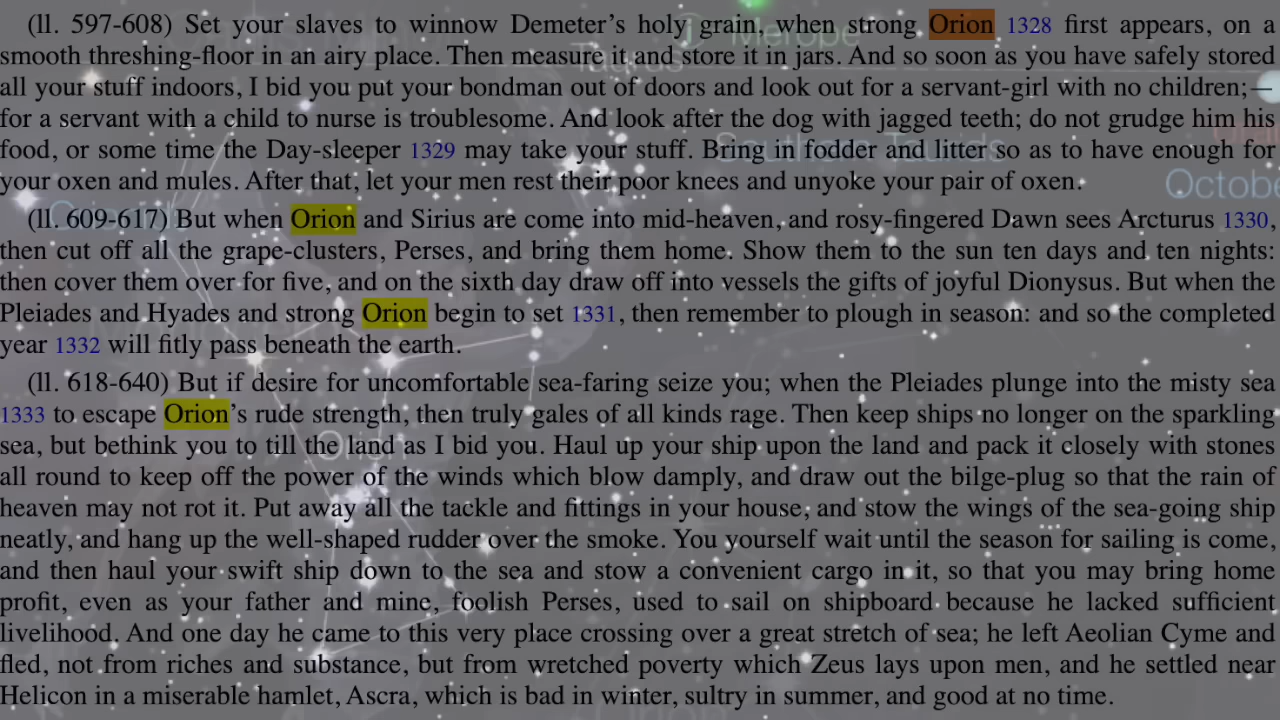 (ll. 597-608) Set your slaves to winnow Demeter’s holy grain, when strong Orion 1328 first appears, on a
smooth threshing-floor in an airy place. Then measure it and store it in jars. And so soon as you have safely stored
all your stuff indoors, I bid you put your bondman out of doors and look out for a servant-girl with no children;—
for a servant with a child to nurse is troublesome. And look after the dog with jagged teeth; do not grudge him his
food, or some time the Day-sleeper 1329 may take your stuff. Bring in fodder and litter so as to have enough for
your oxen and mules. After that, let your men rest their poor knees and unyoke your pair of oxen.
(ll. 609-617) But when Orion and Sirius are come into mid-heaven, and rosy-fingered Dawn sees Arcturus 1330,
then cut off all the grape-clusters, Perses, and bring them home. Show them to the sun ten days and ten nights:
then cover them over for five, and on the sixth day draw off into vessels the gifts of joyful Dionysus. But when the
Pleiades and Hyades and strong Orion begin to set 1331, then remember to plough in season: and so the completed
year 1332 will fitly pass beneath the earth.
(ll. 618-640) But if desire for uncomfortable sea-faring seize you; when the Pleiades plunge into the misty sea
1333 to escape Orion’s rude strength, then truly gales of all kinds rage. Then keep ships no longer on the sparkling
sea, but bethink you to till the land as I bid you. Haul up your ship upon the land and pack it closely with stones
all round to keep off the power of the winds which blow damply, and draw out the bilge-plug so that the rain of
heaven may not rot it. Put away all the tackle and fittings in your house, and stow the wings of the sea-going ship
neatly, and hang up the well-shaped rudder over the smoke. You yourself wait until the season for sailing is come,
and then haul your swift ship down to the sea and stow a convenient cargo in it, so that you may bring home
profit, even as your father and mine, foolish Perses, used to sail on shipboard because he lacked sufficient
livelihood. And one day he came to this very place crossing over a great stretch of sea; he left Aeolian Cyme and
fled, not from riches and substance, but from wretched poverty which Zeus lays upon men, and he settled near
Helicon in a miserable hamlet, Ascra, which is bad in winter, sultry in summer, and good at no time.
Merope
Taurus
Southern Taurids
Octobe
Orion